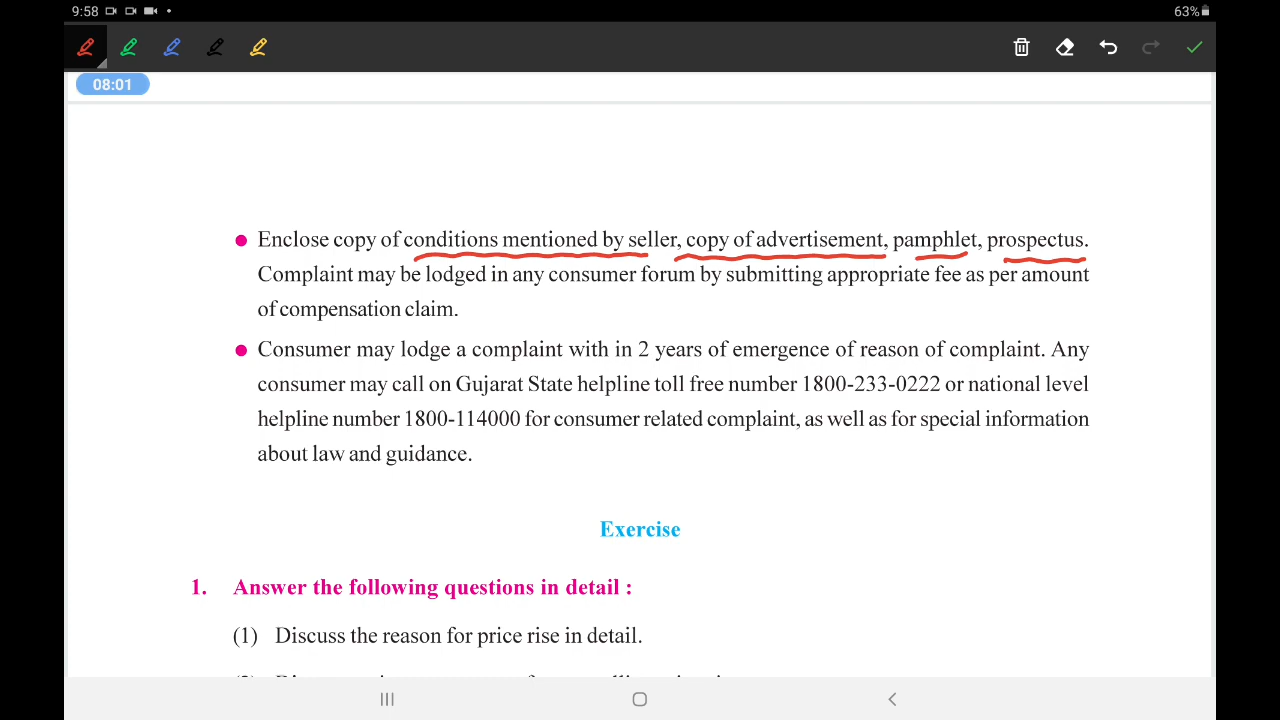 9:58 63%
08:01
Enclose copy of conditions mentioned by seller, copy of advertisement, pamphlet, prospectus.
Complaint may be lodged in any consumer forum by submitting appropriate fee as per amount
of compensation claim.
Consumer may lodge a complaint with in 2 years of emergence of reason of complaint. Any
consumer may call on Gujarat State helpline toll free number 1800-233-0222 or national level
helpline number 1800-114000 for consumer related complaint, as well as for special information
about law and guidance.
Exercise
1. Answer the following questions in detail :
(1) Discuss the reason for price rise in detail.